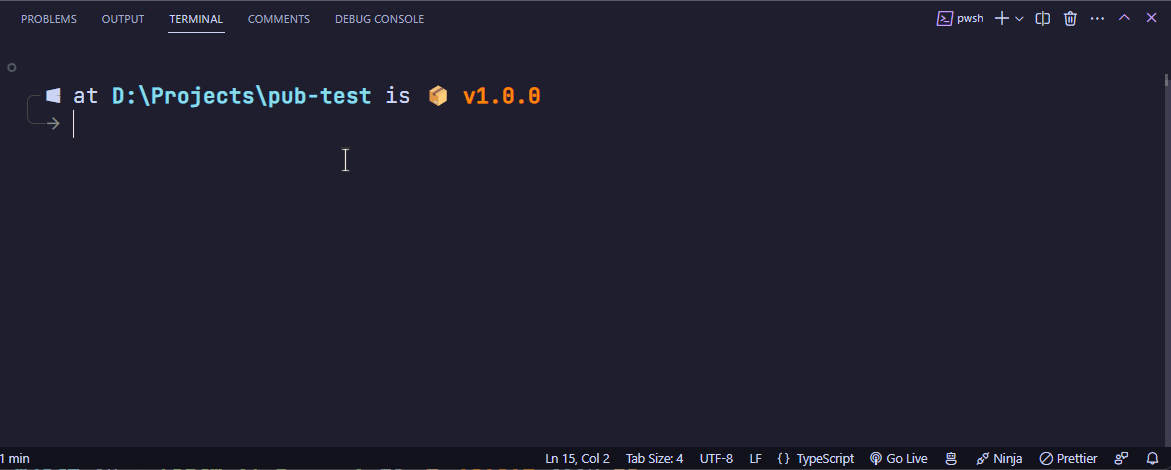 PROBLEMS OUTPUT TERMINAL COMMENTS DEBUG CONSOLE pwsh
at D:\Projects\pub-test is v1.0.0
1 min Ln 15, Col 2 Tab Size: 4 UTF-8 LF { } TypeScript Go Live Ninja Prettier